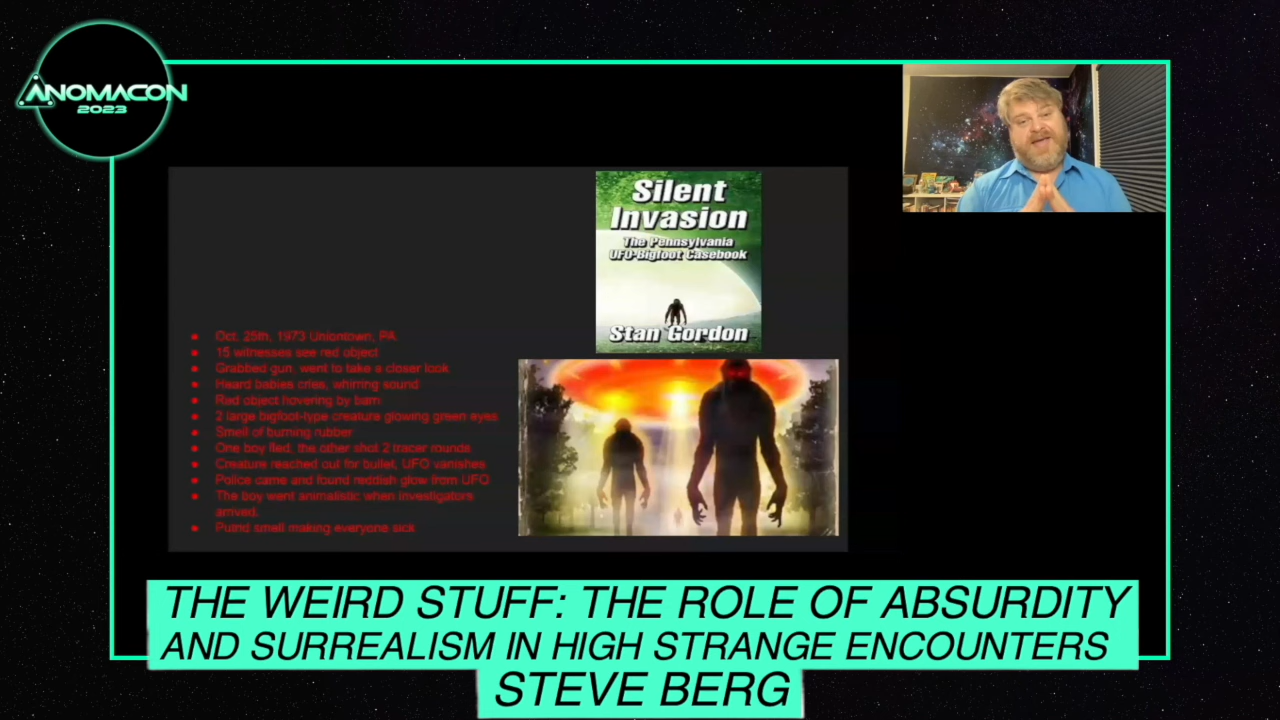 ANOMACON
2023
Silent
Invasion
The Pennsylvania
UFO-Bigfoot Casebook
Stan Gordon
Oct. 25th, 1973 Uniontown, PA
15 witnesses see red object
Grabbed gun went to take a closer look
Heard babies cries, whirring sound
Red object hovering by barn
2 large bigfoot-type creature glowing green eyes
Smell of burning rubber
One boy fled, the other shot 2 tracer rounds
Creature reached out for bullet, UFO vanishes
Police came and found reddish glow from UFO
The boy went animalistic when investigators
arrived.
Putrid smell making everyone sick
THE WEIRD STUFF: THE ROLE OF ABSURDITY
AND SURREALISM IN HIGH STRANGE ENCOUNTERS
STEVE BERG